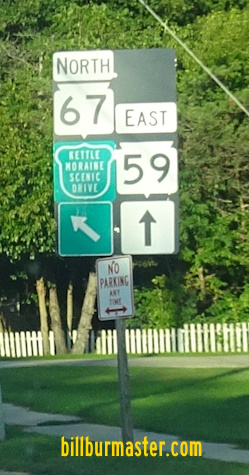 NORTH
67
KETTLE
MORAINE
SCENIC
DRIVE
EAST
59
NO
PARKING
ANY
TIME
billburmaster.com